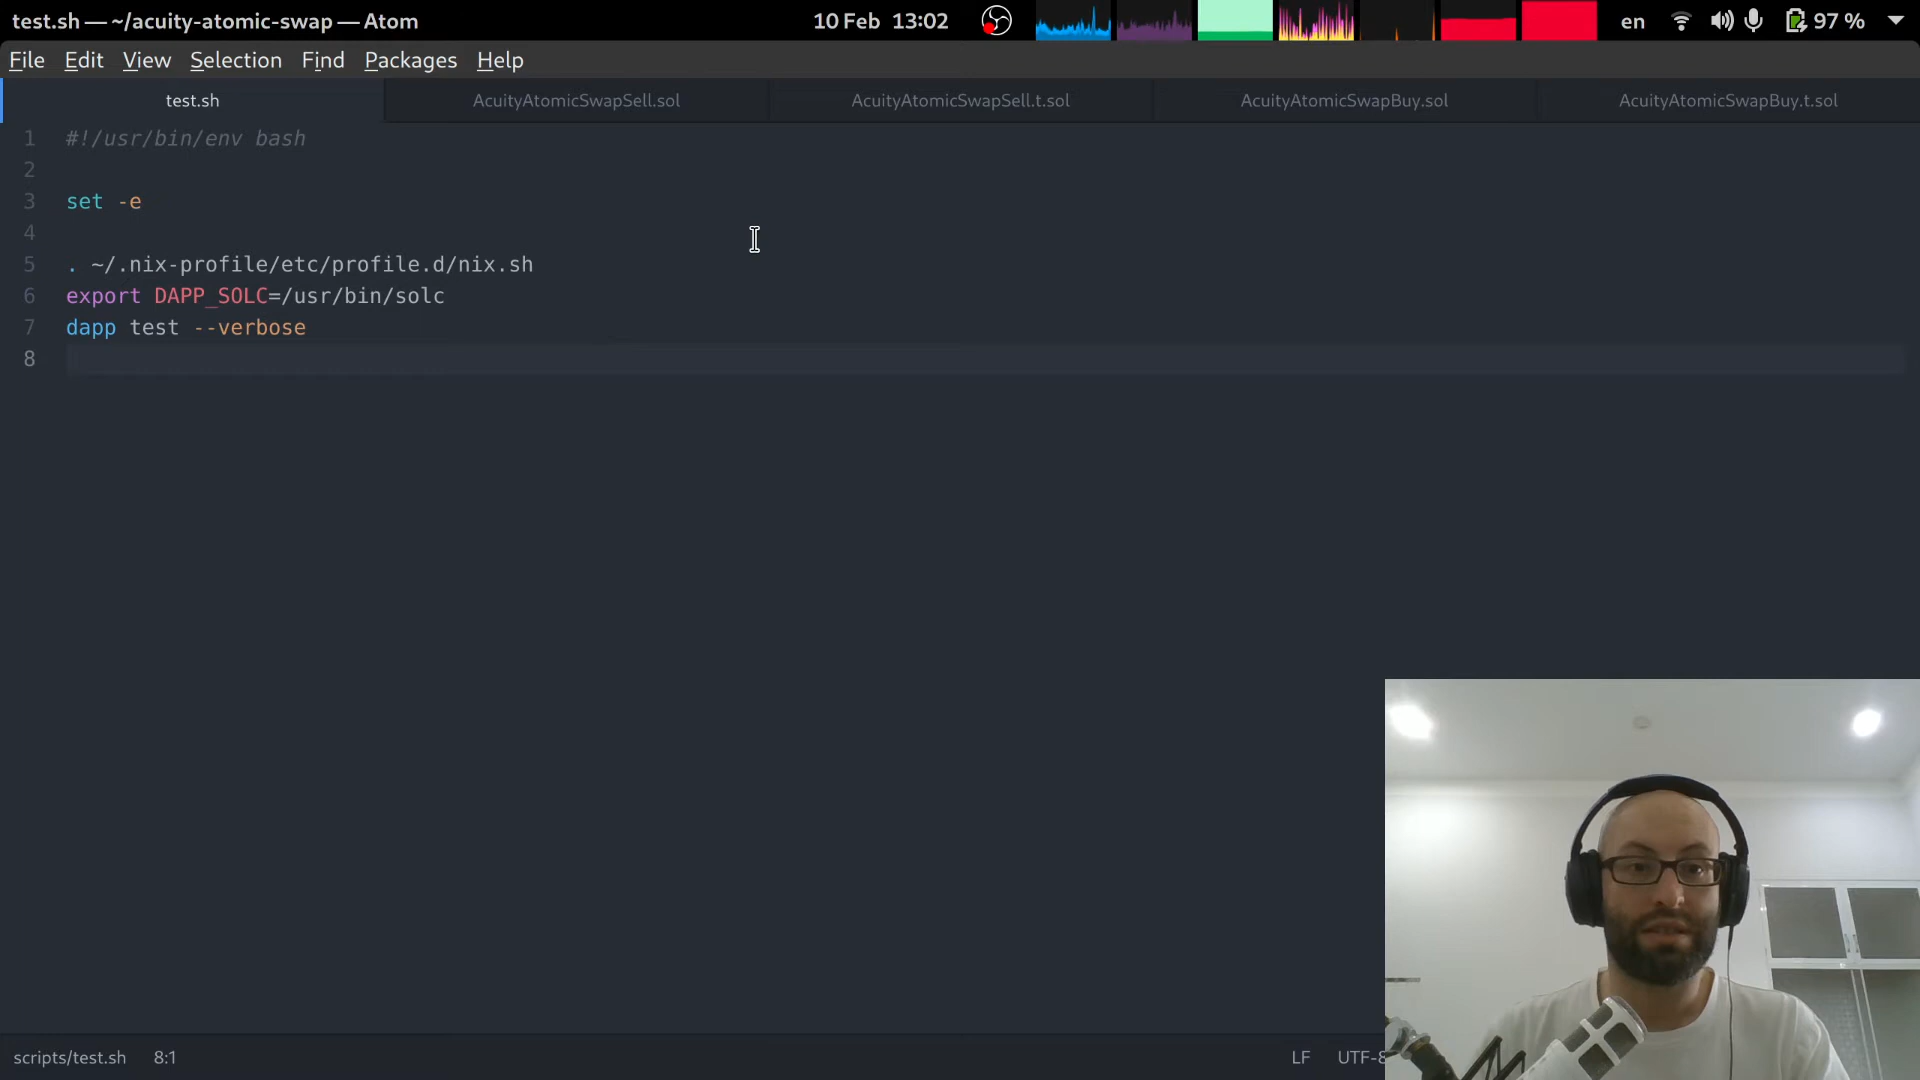 test.sh — ~/acuity-atomic-swap — Atom
10 Feb 13:02
en
97 %
File Edit View Selection Find Packages Help
test.sh
AcuityAtomicSwapSell.sol
AcuityAtomicSwapSell.t.sol
AcuityAtomicSwapBuy.sol
AcuityAtomicSwapBuy.t.sol
1 #!/usr/bin/env bash
2
3 set -e
4
5 . ~/.nix-profile/etc/profile.d/nix.sh
6 export DAPP_SOLC=/usr/bin/solc
7 dapp test --verbose
8
scripts/test.sh 8:1
LF UTF-8